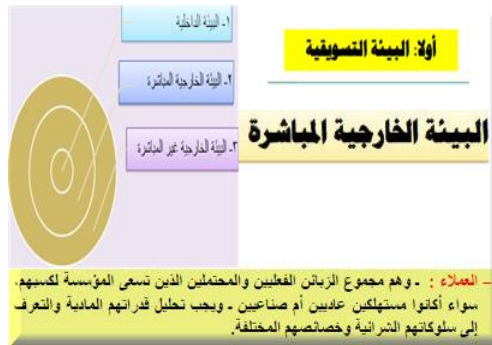 أولا: البيئة التسويقية
البيئة الخارجية المباشرة
١- البيئة الداخلية
٢- البيئة الخارجية المباشرة
٣- البيئة الخارجية غير المباشرة
– العملاء : ـ وهم مجموع الزبائن الفعليين والمحتملين الذين تسعى المؤسسة لكسبهم،
سواء أكانوا مستهلكين عاديين أم صناعيين ـ ويجب تحليل قدراتهم المادية والتعرف
إلى سلوكاتهم الشرائية وخصائصهم المختلفة.